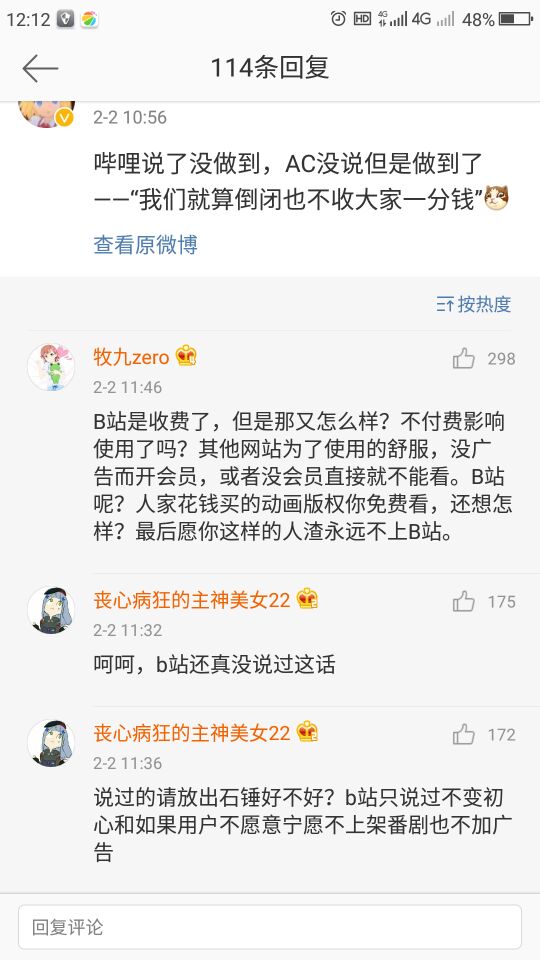 12:12
HD 4G 4G 48%
114条回复
2-2 10:56
哔哩说了没做到，AC没说但是做到了
——“我们就算倒闭也不收大家一分钱”
查看原微博
按热度
牧九zero
298
2-2 11:46
B站是收费了，但是那又怎么样？不付费影响
使用了吗？其他网站为了使用的舒服，没广
告而开会员，或者没会员直接就不能看。B站
呢？人家花钱买的动画版权你免费看，还想怎
样？最后愿你这样的人渣永远不上B站。
丧心病狂的主神美女22
175
2-2 11:32
呵呵，b站还真没说过这话
丧心病狂的主神美女22
172
2-2 11:36
说过的请放出石锤好不好？b站只说过不变初
心和如果用户不愿意宁愿不上架番剧也不加广
告
回复评论